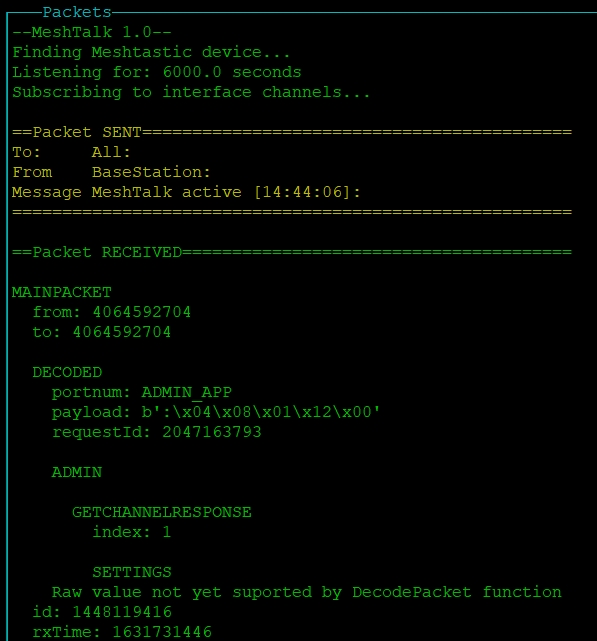 Packets
--MeshTalk 1.0--
Finding Meshtastic device...
Listening for: 6000.0 seconds
Subscribing to interface channels...
==Packet SENT===========================================
To:     All:
From    BaseStation:
Message MeshTalk active [14:44:06]:
========================================================
==Packet RECEIVED=======================================
MAINPACKET
from: 4064592704
to: 4064592704
DECODED
portnum: ADMIN_APP
payload: b':\x04\x08\x01\x12\x00'
requestId: 2047163793
ADMIN
GETCHANNELRESPONSE
index: 1
SETTINGS
Raw value not yet suported by DecodePacket function
id: 1448119416
rxTime: 1631731446